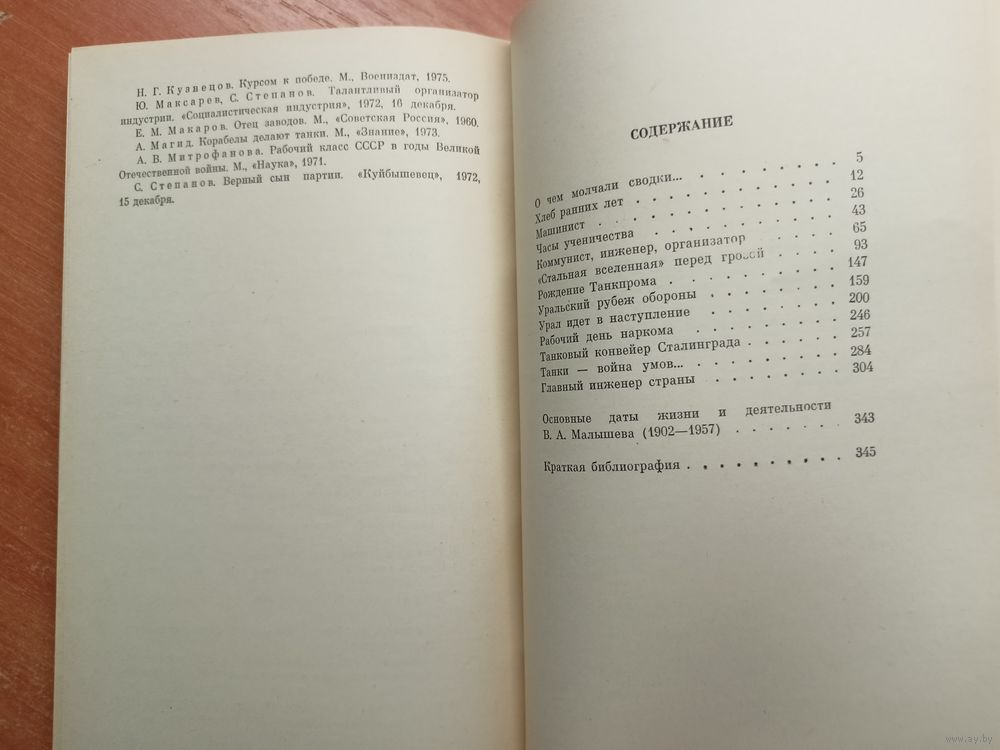 Н. Г. Кузнецов. Курсом к победе. М., Воениздат, 1975.
Ю. Максарев, С. Степанов. Талантливый организатор
индустрии. «Социалистическая индустрия», 1972, 16 декабря.
Е. М. Макаров. Отец заводов. М., «Советская Россия», 1960.
А. Магид. Корабелы делают танки. М., «Знание», 1973.
А. В. Митрофанова. Рабочий класс СССР в годы Великой
Отечественной войны. М., «Наука», 1971.
С. Степанов. Верный сын партии. «Куйбышевец», 1972,
15 декабря.
СОДЕРЖАНИЕ
О чем молчали сводки... 5
Хлеб ранних лет 12
Машинист 26
Часы ученичества 43
Коммунист, инженер, организатор 65
«Стальная вселенная» перед грозой 93
Рождение Танкпрома 147
Уральский рубеж обороны 159
Урал идет в наступление 200
Рабочий день наркома 246
Танковый конвейер Сталинграда 257
Танки — война умов... 284
Главный инженер страны 304
Основные даты жизни и деятельности
В. А. Малышева (1902—1957) 343
Краткая библиография 345
www.ay.by